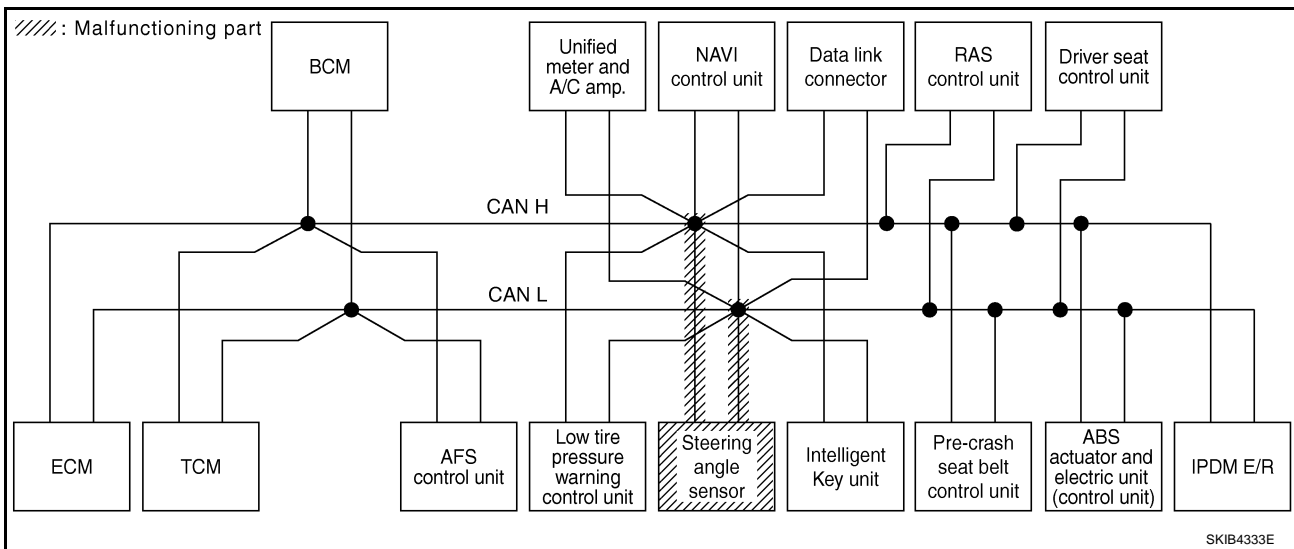 : Malfunctioning part
BCM
Unified
meter and
A/C amp.
NAVI
control unit
Data link
connector
RAS
control unit
Driver seat
control unit
CAN H
CAN L
ECM
TCM
AFS
control unit
Low tire
pressure
warning
control unit
Steering
angle
sensor
Intelligent
Key unit
Pre-crash
seat belt
control unit
ABS
actuator and
electric unit
(control unit)
IPDM E/R
SKIB4333E